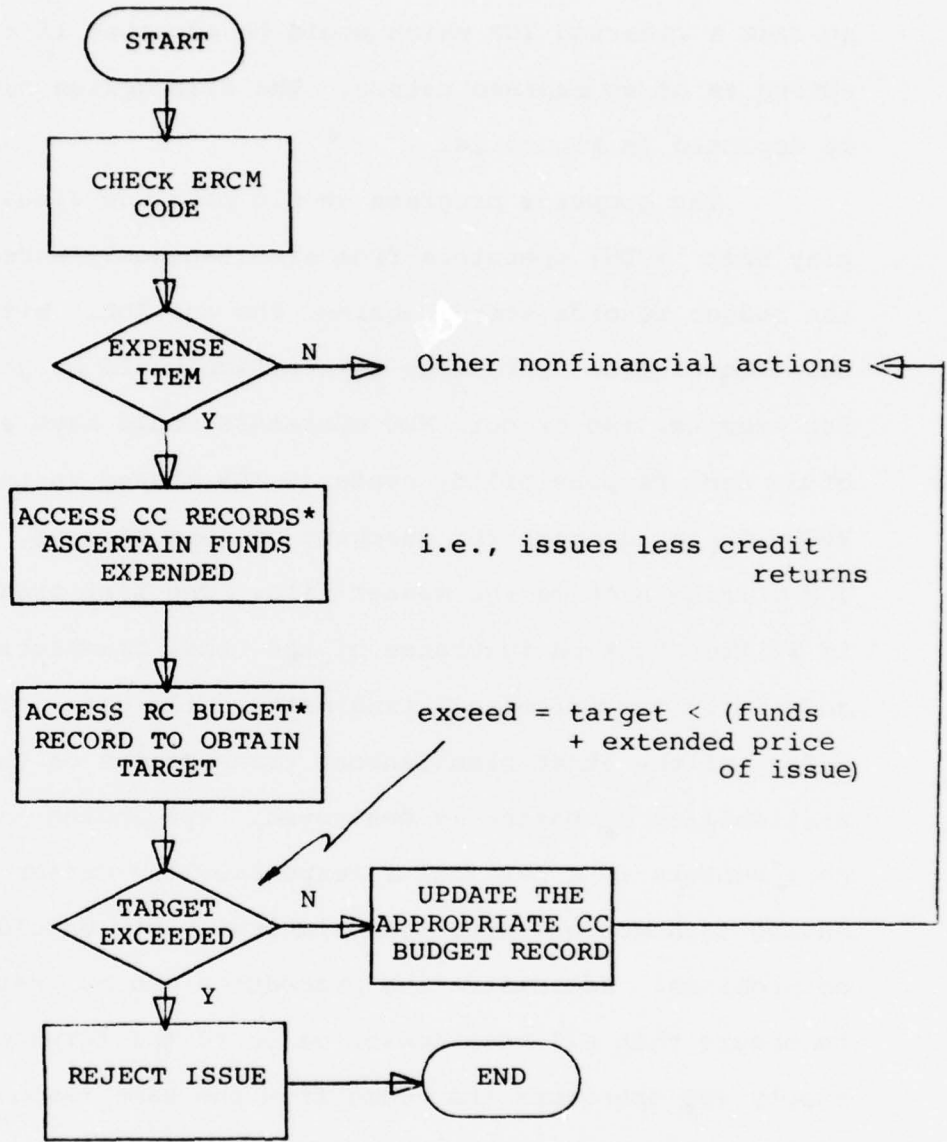 START
CHECK ERCM
CODE
EXPENSE
ITEM
N
Other nonfinancial actions
Y
ACCESS CC RECORDS*
ASCERTAIN FUNDS
EXPENDED
i.e., issues less credit
returns
ACCESS RC BUDGET*
RECORD TO OBTAIN
TARGET
exceed = target < (funds
+ extended price
of issue)
TARGET
EXCEEDED
N
UPDATE THE
APPROPRIATE CC
BUDGET RECORD
Y
REJECT ISSUE
END